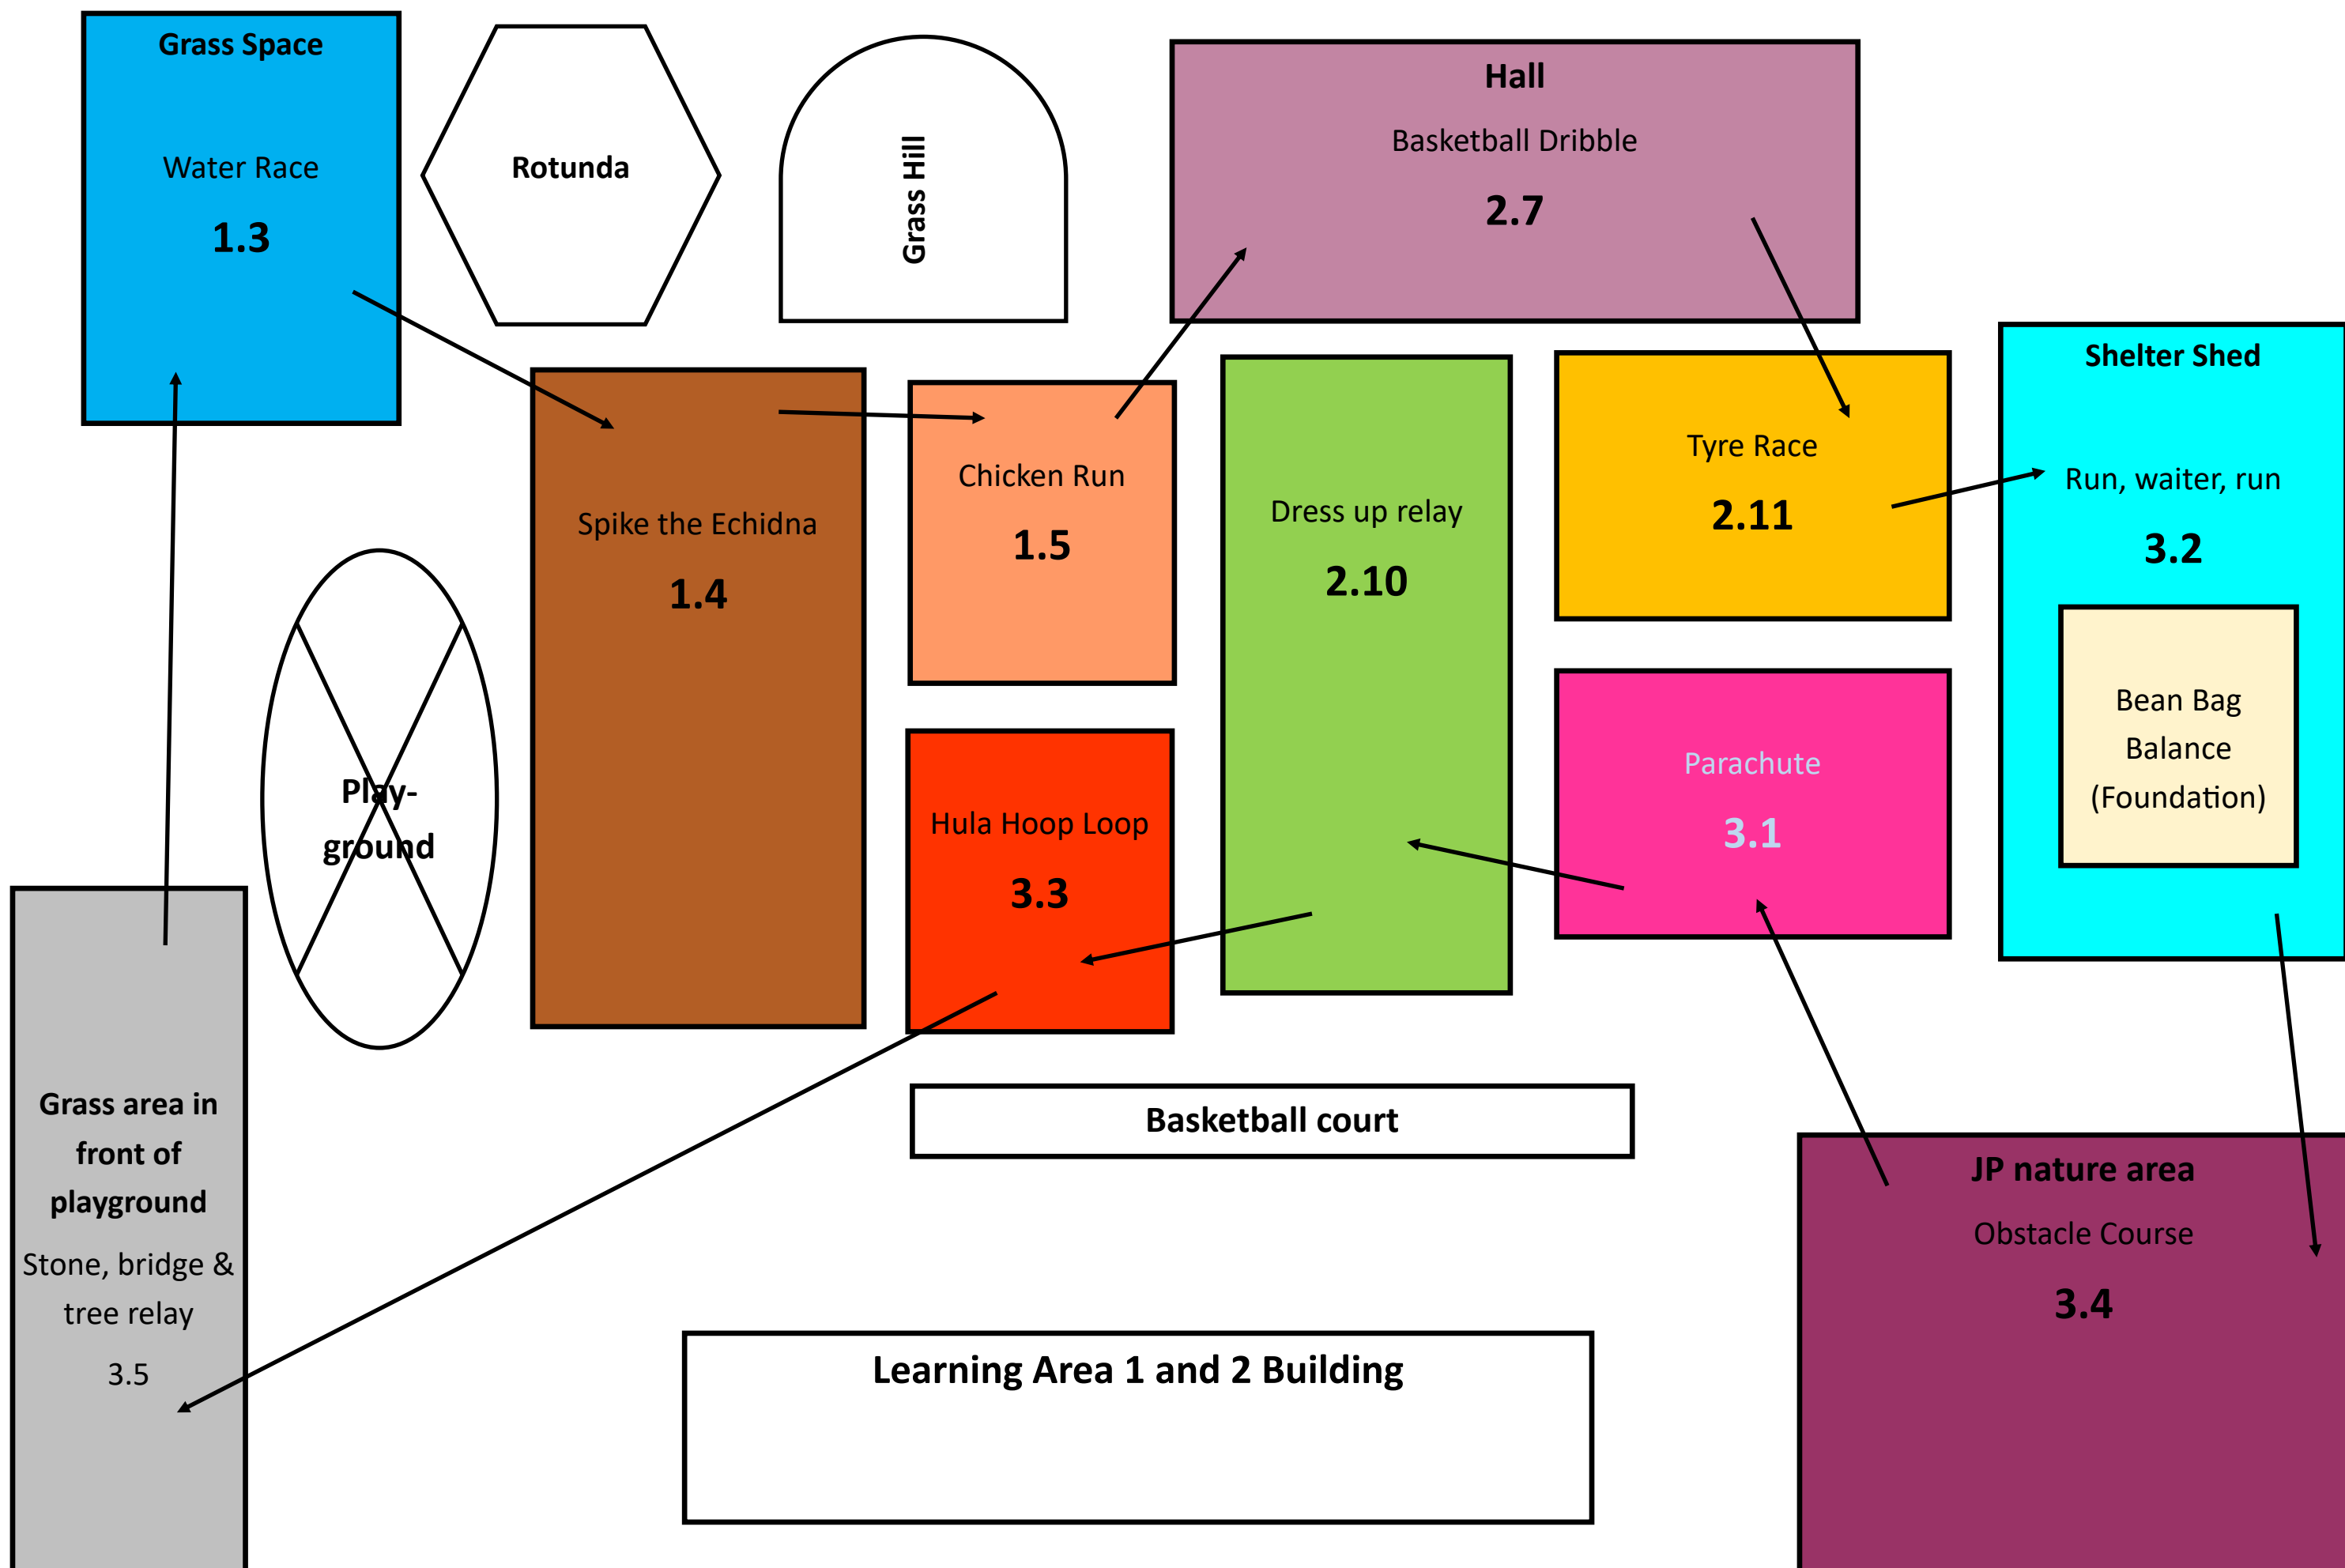 Grass Space
Water Race
1.3
Rotunda
Grass Hill
Hall
Basketball Dribble
2.7
Spike the Echidna
1.4
Chicken Run
1.5
Dress up relay
2.10
Tyre Race
2.11
Shelter Shed
Run, waiter, run
3.2
Bean Bag
Balance
(Foundation)
Play-
ground
Hula Hoop Loop
3.3
Parachute
3.1
Grass area in
front of
playground
Stone, bridge &
tree relay
3.5
Basketball court
Learning Area 1 and 2 Building
JP nature area
Obstacle Course
3.4